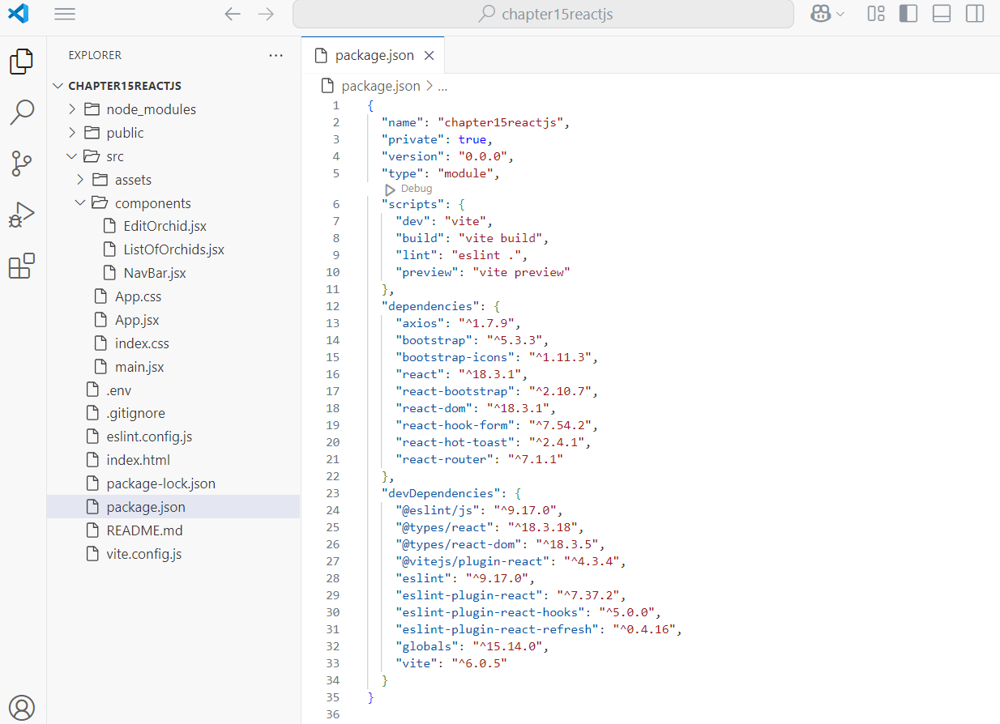 chapter15reactjs
EXPLORER
CHAPTER15REACTJS
node_modules
public
src
assets
components
EditOrchid.jsx
ListOfOrchids.jsx
NavBar.jsx
App.css
App.jsx
index.css
main.jsx
.env
.gitignore
eslint.config.js
index.html
package-lock.json
package.json
README.md
vite.config.js
package.json
package.json > ...
1 {
2 "name": "chapter15reactjs",
3 "private": true,
4 "version": "0.0.0",
5 "type": "module",
Debug
6 "scripts": {
7 "dev": "vite",
8 "build": "vite build",
9 "lint": "eslint .",
10 "preview": "vite preview"
11 },
12 "dependencies": {
13 "axios": "^1.7.9",
14 "bootstrap": "^5.3.3",
15 "bootstrap-icons": "^1.11.3",
16 "react": "^18.3.1",
17 "react-bootstrap": "^2.10.7",
18 "react-dom": "^18.3.1",
19 "react-hook-form": "^7.54.2",
20 "react-hot-toast": "^2.4.1",
21 "react-router": "^7.1.1"
22 },
23 "devDependencies": {
24 "@eslint/js": "^9.17.0",
25 "@types/react": "^18.3.18",
26 "@types/react-dom": "^18.3.5",
27 "@vitejs/plugin-react": "^4.3.4",
28 "eslint": "^9.17.0",
29 "eslint-plugin-react": "^7.37.2",
30 "eslint-plugin-react-hooks": "^5.0.0",
31 "eslint-plugin-react-refresh": "^0.4.16",
32 "globals": "^15.14.0",
33 "vite": "^6.0.5"
34 }
35 }
36